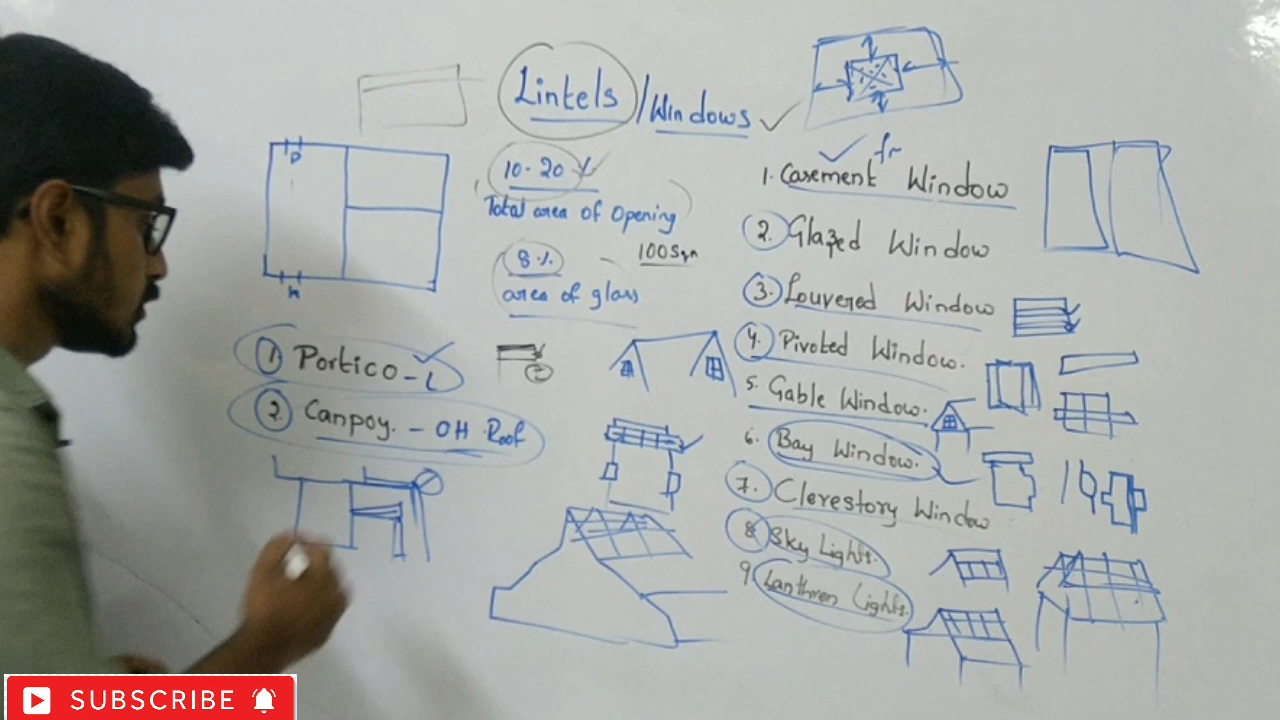 Lintels / Windows
10-20 %
Total area of Opening
8 %
100 Sqm
area of glass
1 Portico - L
2. Canpoy. - OH Roof
fr
1. Casement Window
2. Glazed Window
3. Louvered Window
4. Pivoted Window.
5. Gable Window.
6. Bay Window.
7. Clerestory Window
8 Sky Lights.
9 Lanthren Lights.
SUBSCRIBE